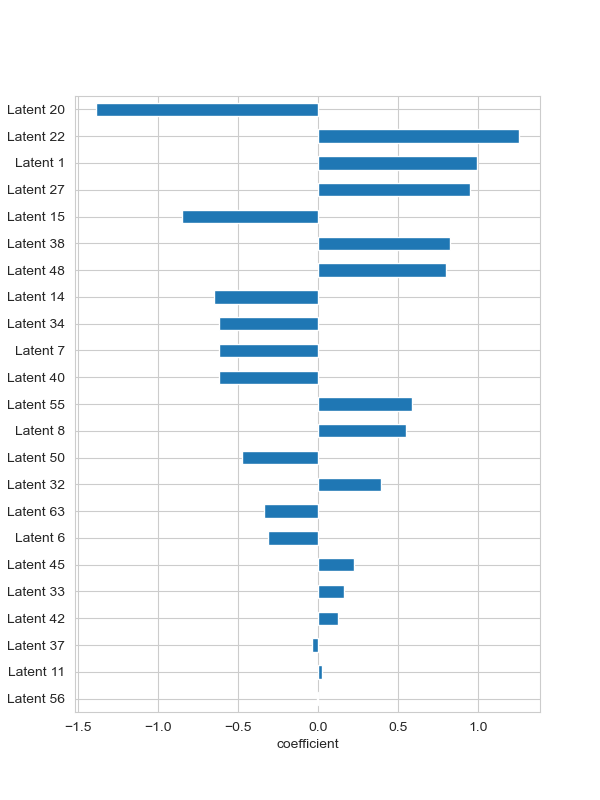 Latent 20
Latent 22
Latent 1
Latent 27
Latent 15
Latent 38
Latent 48
Latent 14
Latent 34
Latent 7
Latent 40
Latent 55
Latent 8
Latent 50
Latent 32
Latent 63
Latent 6
Latent 45
Latent 33
Latent 42
Latent 37
Latent 11
Latent 56
−1.5 −1.0 −0.5 0.0 0.5 1.0
coefficient